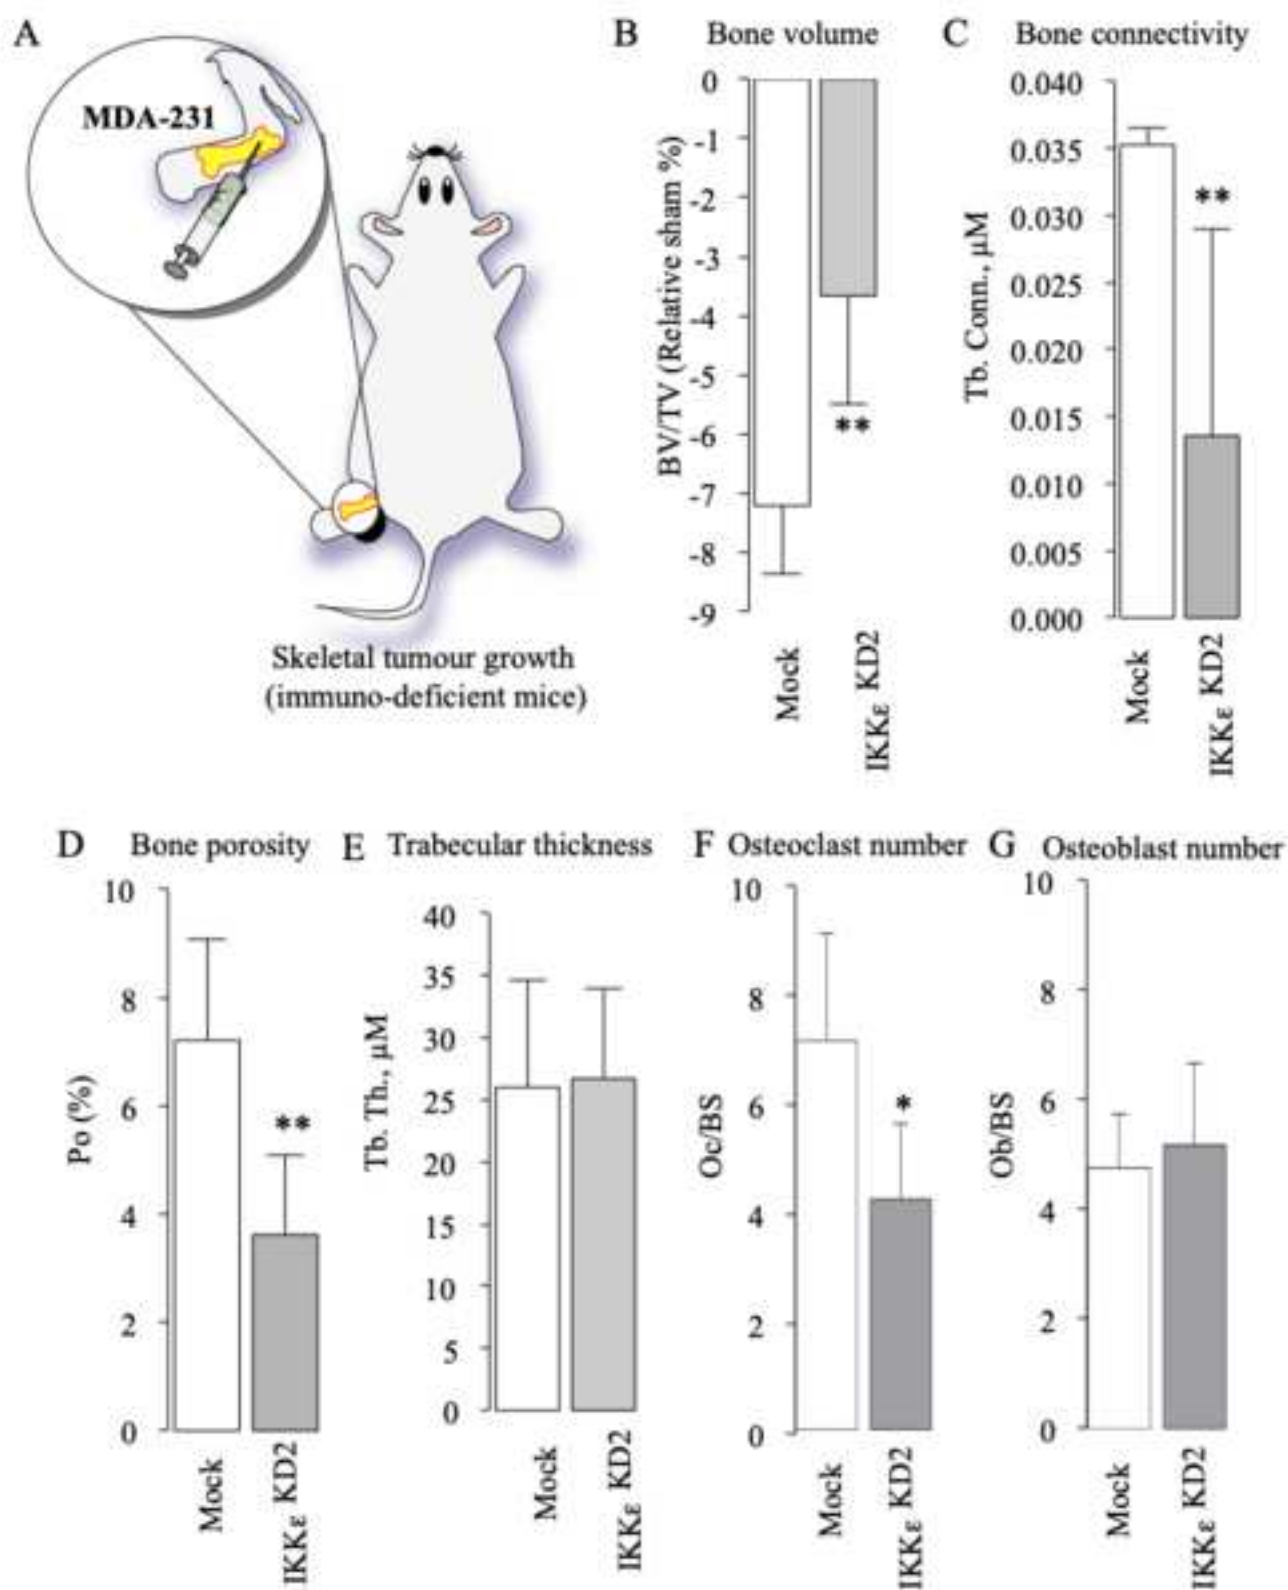 A
MDA-231
Skeletal tumour growth
(immuno-deficient mice)
B Bone volume
BV/TV (Relative sham %)
0
-1
-2
-3
-4
-5
-6
-7
-8
-9
**
Mock
IKKε KD2
C Bone connectivity
Tb. Conn., µM
0.040
0.035
0.030
0.025
0.020
0.015
0.010
0.005
0.000
**
Mock
IKKε KD2
D Bone porosity
Po (%)
10
8
6
4
2
0
**
Mock
IKKε KD2
E Trabecular thickness
Tb. Th., µM
40
35
30
25
20
15
10
5
0
Mock
IKKε KD2
F Osteoclast number
Oc/BS
10
8
6
4
2
0
*
Mock
IKKε KD2
G Osteoblast number
Ob/BS
10
8
6
4
2
0
Mock
IKKε KD2